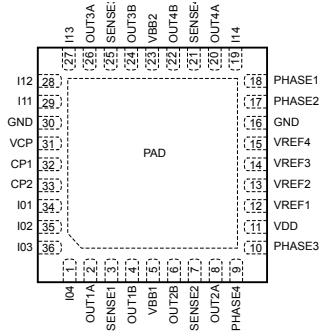 I13
OUT3A
SENSE3
OUT3B
VBB2
OUT4B
SENSE4
OUT4A
I14
27
26
25
24
23
22
21
20
19
I12 28
I11 29
GND 30
VCP 31
CP1 32
CP2 33
I01 34
I02 35
I03 36
PAD
18 PHASE1
17 PHASE2
16 GND
15 VREF4
14 VREF3
13 VREF2
12 VREF1
11 VDD
10 PHASE3
1
2
3
4
5
6
7
8
9
I04
OUT1A
SENSE1
OUT1B
VBB1
OUT2B
SENSE2
OUT2A
PHASE4